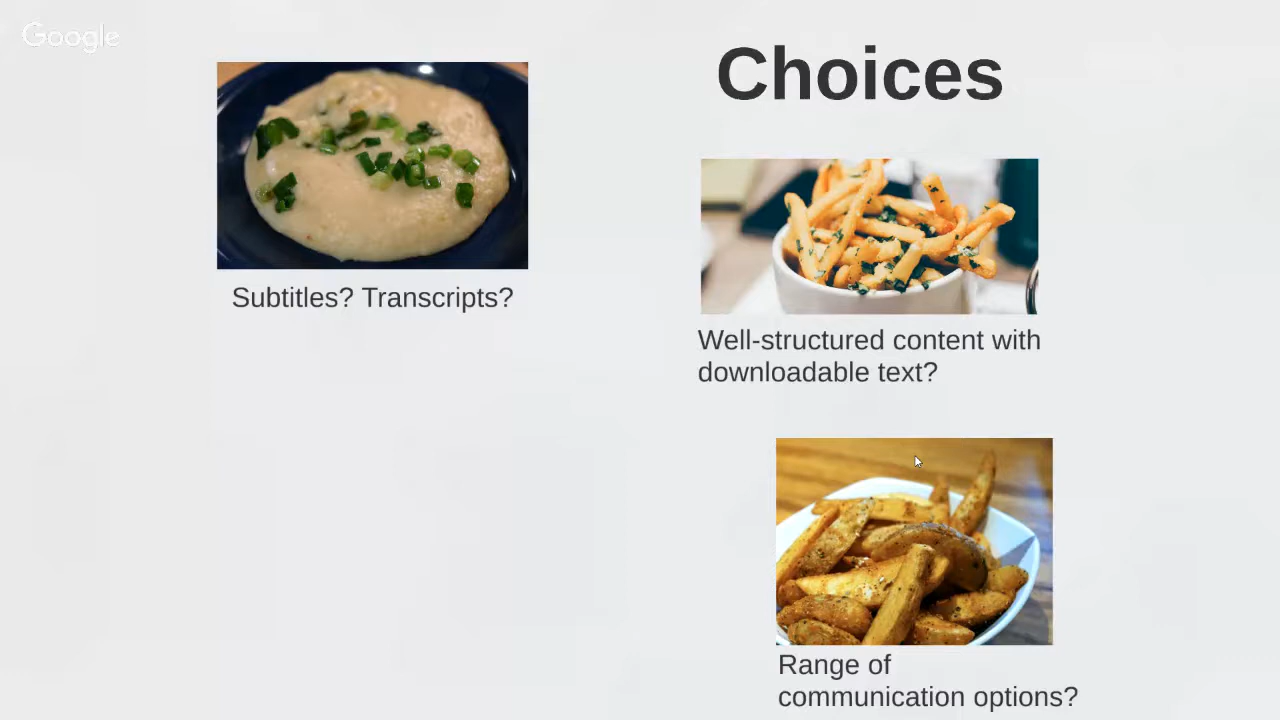 Google
Choices
Subtitles? Transcripts?
Well-structured content with
downloadable text?
Range of
communication options?